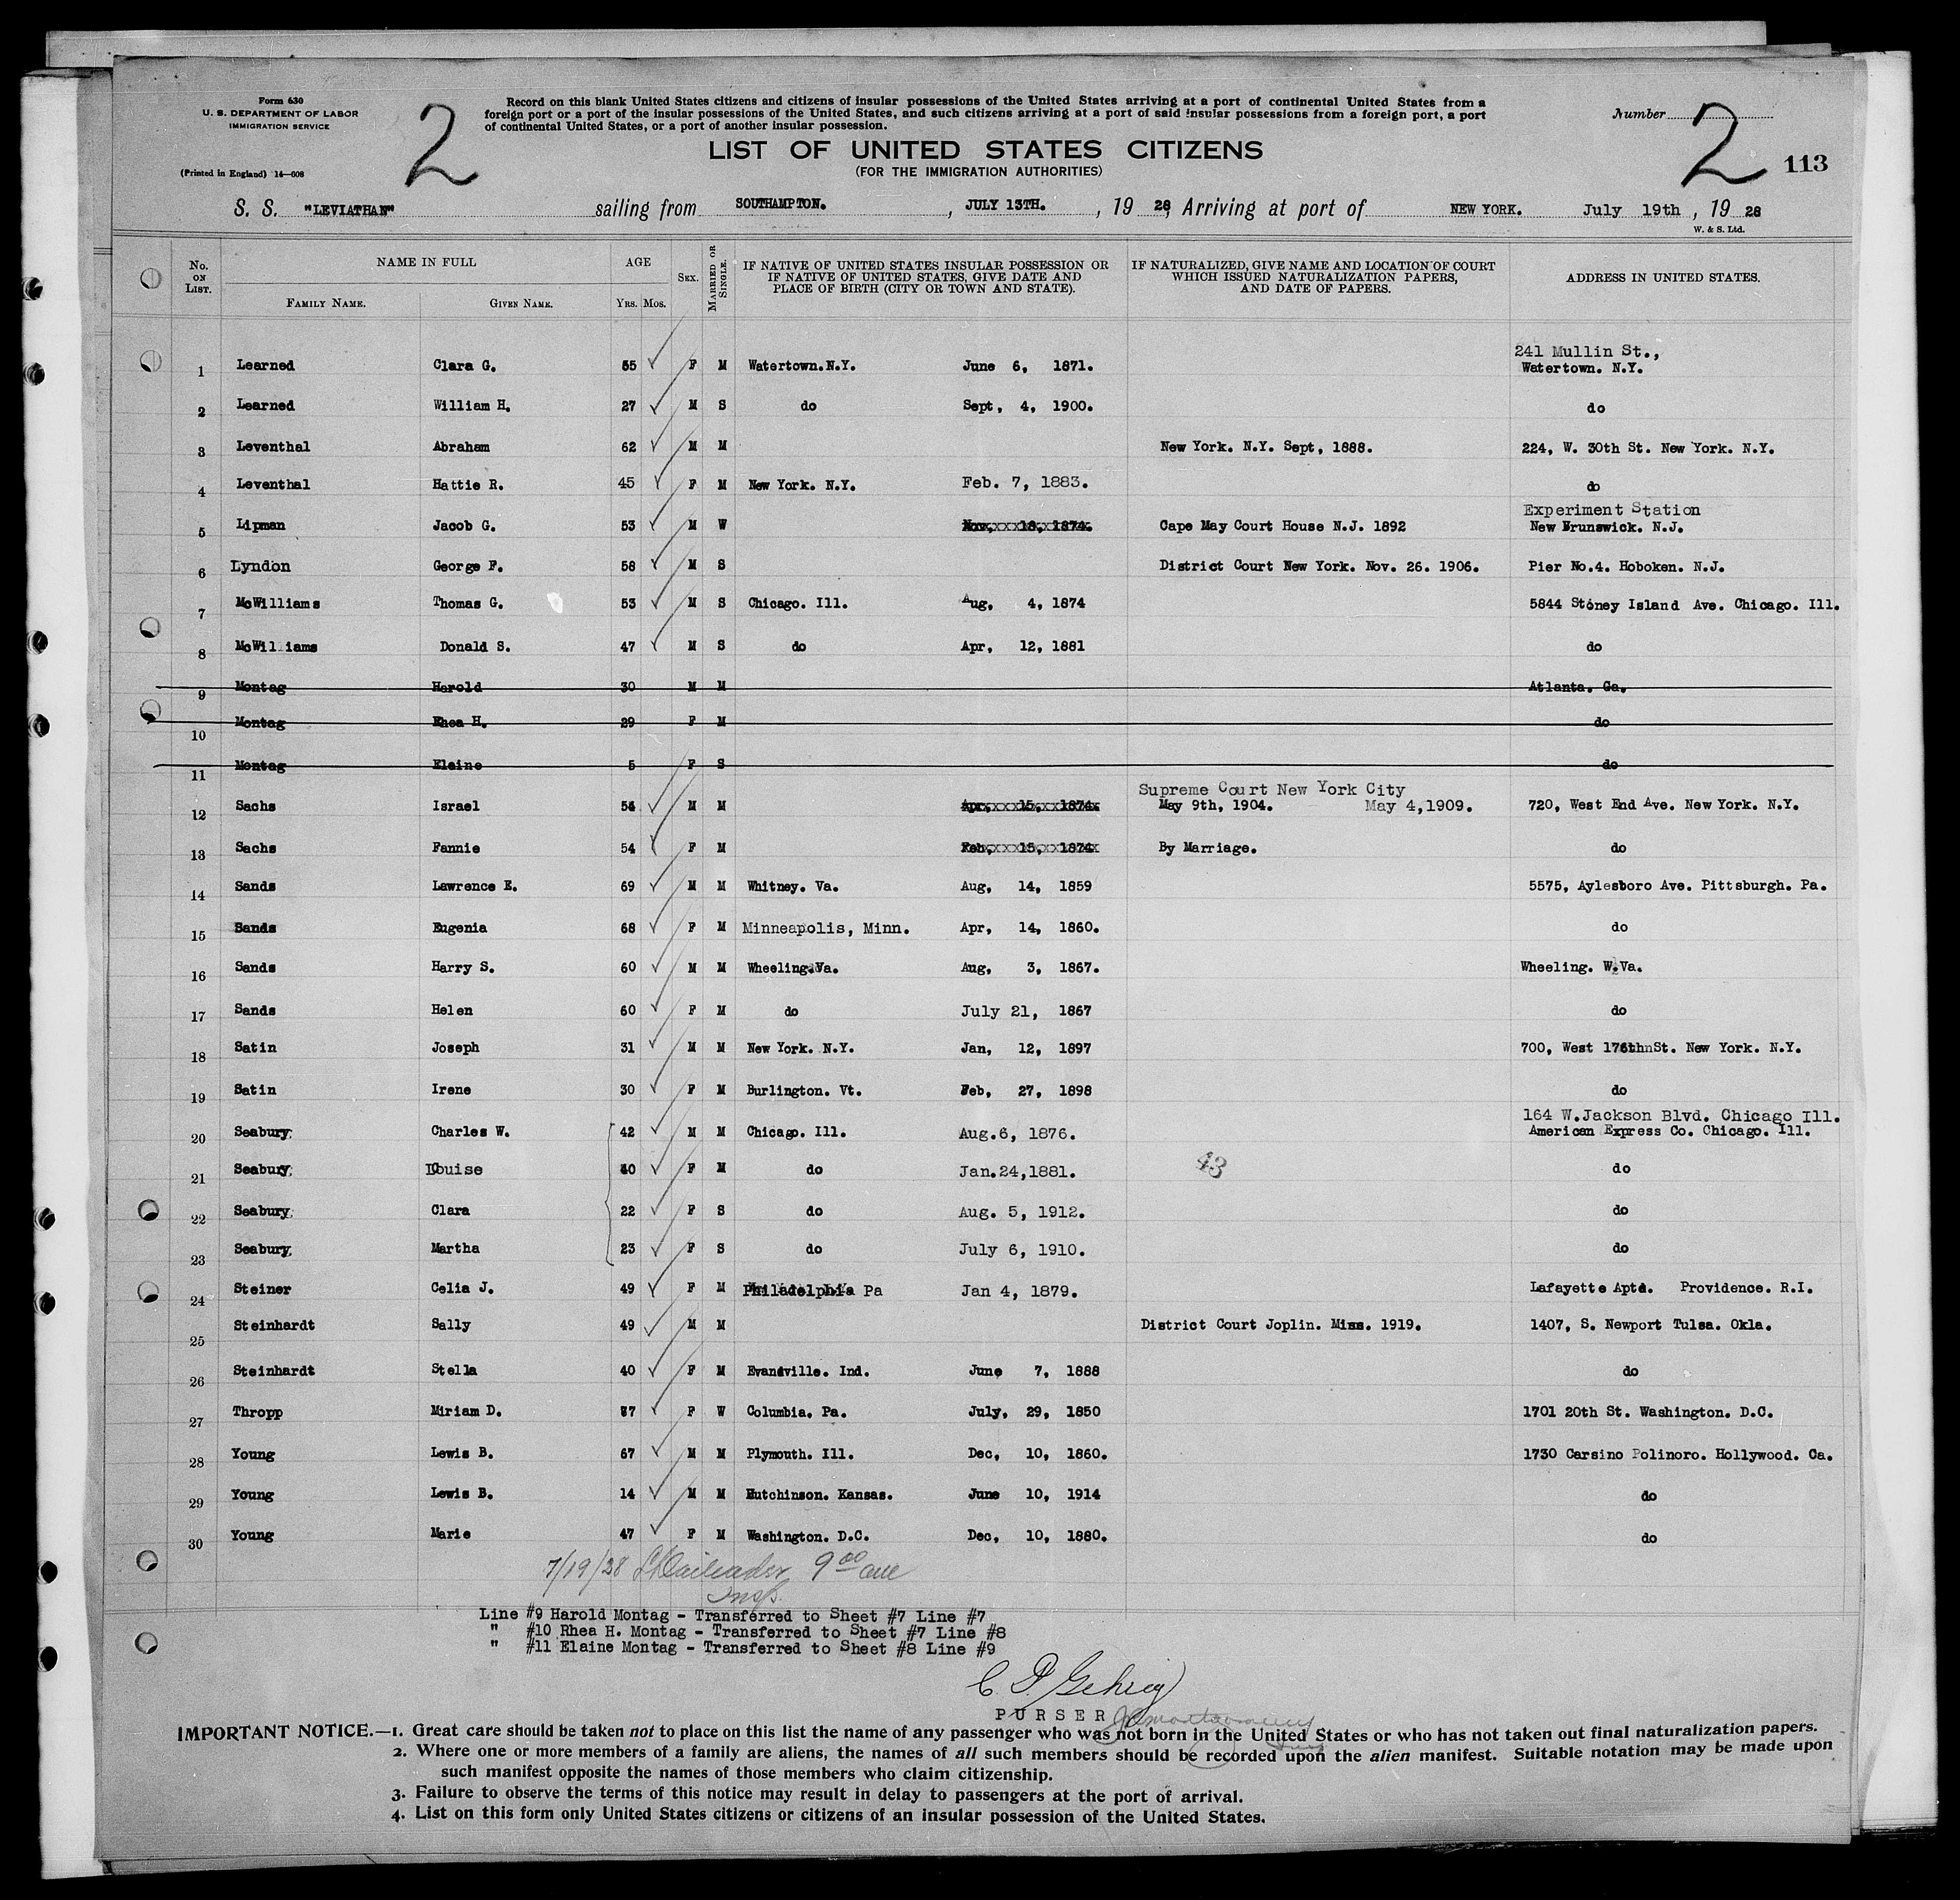 Form 630
U. S. DEPARTMENT OF LABOR
IMMIGRATION SERVICE
(Printed in England) 14—608
2
Record on this blank United States citizens and citizens of insular possessions of the United States arriving at a port of continental United States from a
foreign port or a port of the insular possessions of the United States, and such citizens arriving at a port of said insular possessions from a foreign port, a port
of continental United States, or a port of another insular possession.
Number 2
113
LIST OF UNITED STATES CITIZENS
(FOR THE IMMIGRATION AUTHORITIES)
S. S. "LEVIATHAN" sailing from SOUTHAMPTON. , JULY 13TH. , 19 28, Arriving at port of NEW YORK. July 19th , 19 28
W. & S. Ltd.
No. ON LIST. NAME IN FULL FAMILY NAME. GIVEN NAME. AGE YRS. MOS. SEX. MARRIED OR SINGLE. IF NATIVE OF UNITED STATES INSULAR POSSESSION OR IF NATIVE OF UNITED STATES, GIVE DATE AND PLACE OF BIRTH (CITY OR TOWN AND STATE). IF NATURALIZED, GIVE NAME AND LOCATION OF COURT WHICH ISSUED NATURALIZATION PAPERS, AND DATE OF PAPERS. ADDRESS IN UNITED STATES.
241 Mullin St.,
1 Learned Clara G. 55 F M Watertown.N.Y. June 6, 1871. Watertown. N.Y.
2 Learned William H. 27 M S do Sept, 4, 1900. do
3 Leventhal Abraham 62 M M New York. N.Y. Sept, 1888. 224, W. 30th St. New York. N.Y.
4 Leventhal Hattie R. 45 F M New York. N.Y. Feb. 7, 1883. do
Experiment Station
5 Lipman Jacob G. 53 M W Nov, 18, 1874. Cape May Court House N.J. 1892 New Brunswick. N.J.
6 Lyndon George F. 58 M S District Court New York. Nov. 26. 1906. Pier No.4. Hoboken. N.J.
7 McWilliams Thomas G. 53 M S Chicago. Ill. Aug, 4, 1874 5844 Stoney Island Ave. Chicago. Ill.
8 McWilliams Donald S. 47 M S do Apr, 12, 1881 do
9 Montag Harold 30 M M Atlanta. Ga.
10 Montag Rhea H. 29 F M do
11 Montag Elaine 5 F S do
Supreme Court New York City
12 Sachs Israel 54 M M Apr, 15, 1874 May 9th, 1904. May 4,1909. 720, West End Ave. New York. N.Y.
13 Sachs Fannie 54 F M Feb, 15, 1874 By Marriage. do
14 Sands Lawrence E. 69 M M Whitney. Va. Aug, 14, 1859 5575, Aylesboro Ave. Pittsburgh. Pa.
15 Sands Eugenia 68 F M Minneapolis, Minn. Apr, 14, 1860. do
16 Sands Harry S. 60 M M Wheeling.Va. Aug, 3, 1867. Wheeling. W.Va.
17 Sands Helen 60 F M do July 21, 1867 do
18 Satin Joseph 31 M M New York. N.Y. Jan, 12, 1897 700, West St. New York. N.Y.
19 Satin Irene 30 F M Burlington. Vt. Feb, 27, 1898 do
164 W.Jackson Blvd. Chicago Ill.
20 Seabury. Charles W. 42 M M Chicago. Ill. Aug.6, 1876. American Express Co. Chicago. Ill.
21 Seabury. Louise 40 F M do Jan.24,1881. 43 do
22 Seabury. Clara 22 F S do Aug. 5, 1912. do
23 Seabury. Martha 23 F S do July 6, 1910. do
24 Steiner Celia J. 49 F M Philadelphia Pa Jan 4, 1879. Lafayette Aptd. Providence. R.I.
25 Steinhardt Sally 49 M M District Court Joplin. Miss. 1919. 1407, S. Newport Tulsa. Okla.
26 Steinhardt Stella 40 F M Evansville. Ind. June 7, 1888 do
27 Thropp Miriam D. F W Columbia. Pa. July, 29, 1850 1701 20th St. Washington. D.C.
28 Young Lewis B. 67 M M Plymouth. Ill. Dec, 10, 1860. 1730 Carsino Polinoro. Hollywood. Ca.
29 Young Lewis B. 14 M M Hutchinson. Kansas. June 10, 1914 do
30 Young Marie 47 F M Washington. D.C. Dec, 10, 1880. do
7/19/28 9 00
Insp.
Line #9 Harold Montag - Transferred to Sheet #7 Line #7
" #10 Rhea H. Montag - Transferred to Sheet #7 Line #8
" #11 Elaine Montag - Transferred to Sheet #8 Line #9
C P Gehrig
PURSER
IMPORTANT NOTICE.—1. Great care should be taken not to place on this list the name of any passenger who was not born in the United States or who has not taken out final naturalization papers.
2. Where one or more members of a family are aliens, the names of all such members should be recorded upon the alien manifest. Suitable notation may be made upon
such manifest opposite the names of those members who claim citizenship.
3. Failure to observe the terms of this notice may result in delay to passengers at the port of arrival.
4. List on this form only United States citizens or citizens of an insular possession of the United States.